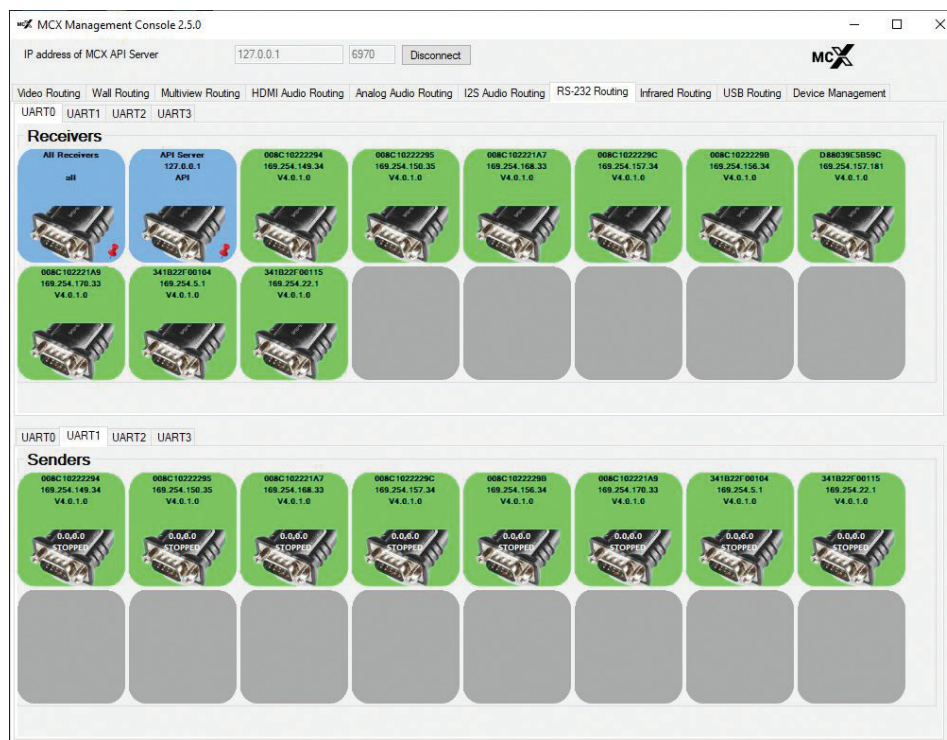 MCX Management Console 2.5.0
IP address of MCX API Server 127.0.0.1 6970 Disconnect
MCX
Video Routing Wall Routing Multiview Routing HDMI Audio Routing Analog Audio Routing I2S Audio Routing RS-232 Routing Infrared Routing USB Routing Device Management
UART0 UART1 UART2 UART3
Receivers
All Receivers API Server 008C10222294 008C10222295 008C102221A7 008C1022229C 008C1022229B D88039E5B59C
127.0.0.1 169.254.149.34 169.254.150.35 169.254.168.33 169.254.157.34 169.254.156.34 169.254.157.181
all API V4.0.1.0 V4.0.1.0 V4.0.1.0 V4.0.1.0 V4.0.1.0 V4.0.1.0
008C102221A9 341B22F00104 341B22F00115
169.254.170.33 169.254.5.1 169.254.22.1
V4.0.1.0 V4.0.1.0 V4.0.1.0
UART0 UART1 UART2 UART3
Senders
008C10222294 008C10222295 008C102221A7 008C1022229C 008C1022229B 008C102221A9 341B22F00104 341B22F00115
169.254.149.34 169.254.150.35 169.254.168.33 169.254.157.34 169.254.156.34 169.254.170.33 169.254.5.1 169.254.22.1
V4.0.1.0 V4.0.1.0 V4.0.1.0 V4.0.1.0 V4.0.1.0 V4.0.1.0 V4.0.1.0 V4.0.1.0
0.0,0.0 0.0,0.0 0.0,0.0 0.0,0.0 0.0,0.0 0.0,0.0 0.0,0.0 0.0,0.0
STOPPED STOPPED STOPPED STOPPED STOPPED STOPPED STOPPED STOPPED